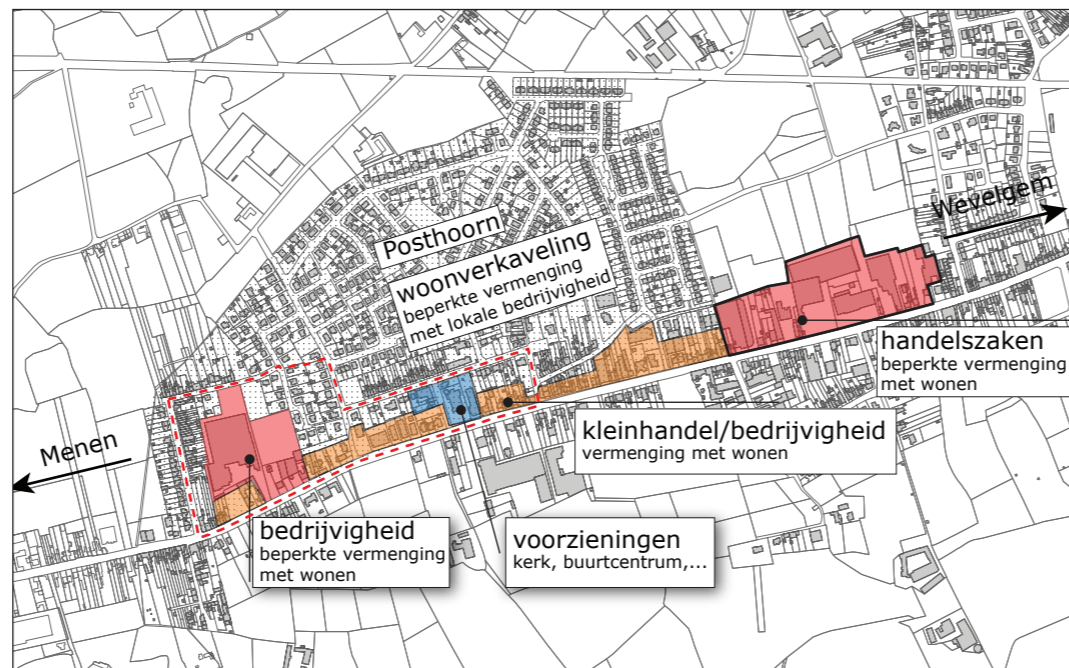 Posthoorn
woonverkaveling
beperkte vermenging
met lokale bedrijvigheid
Wevelgem
handelszaken
beperkte vermenging
met wonen
kleinhandel/bedrijvigheid
vermenging met wonen
Menen
bedrijvigheid
beperkte vermenging
met wonen
voorzieningen
kerk, buurtcentrum,...